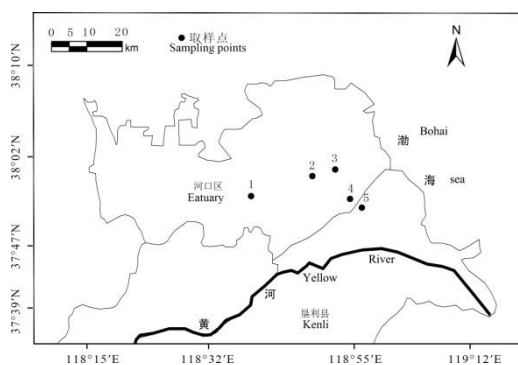 0 5 10 20
km
取样点
Sampling points
N
38°10′N
38°02′N
37°47′N
37°39′N
渤
海
Bohai
sea
河口区
Eatuary
1
2
3
4
5
黄
河
Yellow
River
垦利县
Kenli
118°15′E
118°32′E
118°55′E
119°12′E